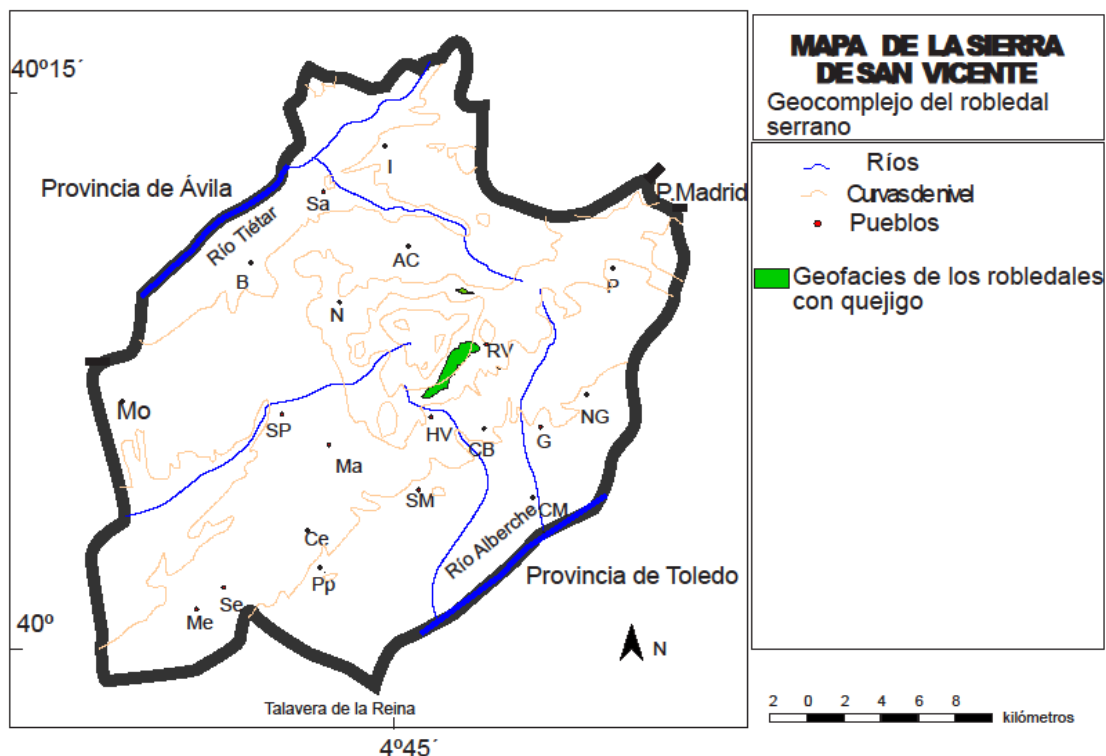 40º15´
Provincia de Ávila
Río Tiétar
I
Sa
P.Madrid
AC
B
P
N
RV
Mo
SP
HV
CB
G
NG
Ma
SM
CM
Río Alberche
Ce
Pp
Provincia de Toledo
Se
Me
40º
N
Talavera de la Reina
4º45´
MAPA DE LA SIERRA
DE SAN VICENTE
Geocomplejo del robledal
serrano
Ríos
Curvas de nivel
Pueblos
Geofacies de los robledales
con quejigo
2 0 2 4 6 8
kilómetros